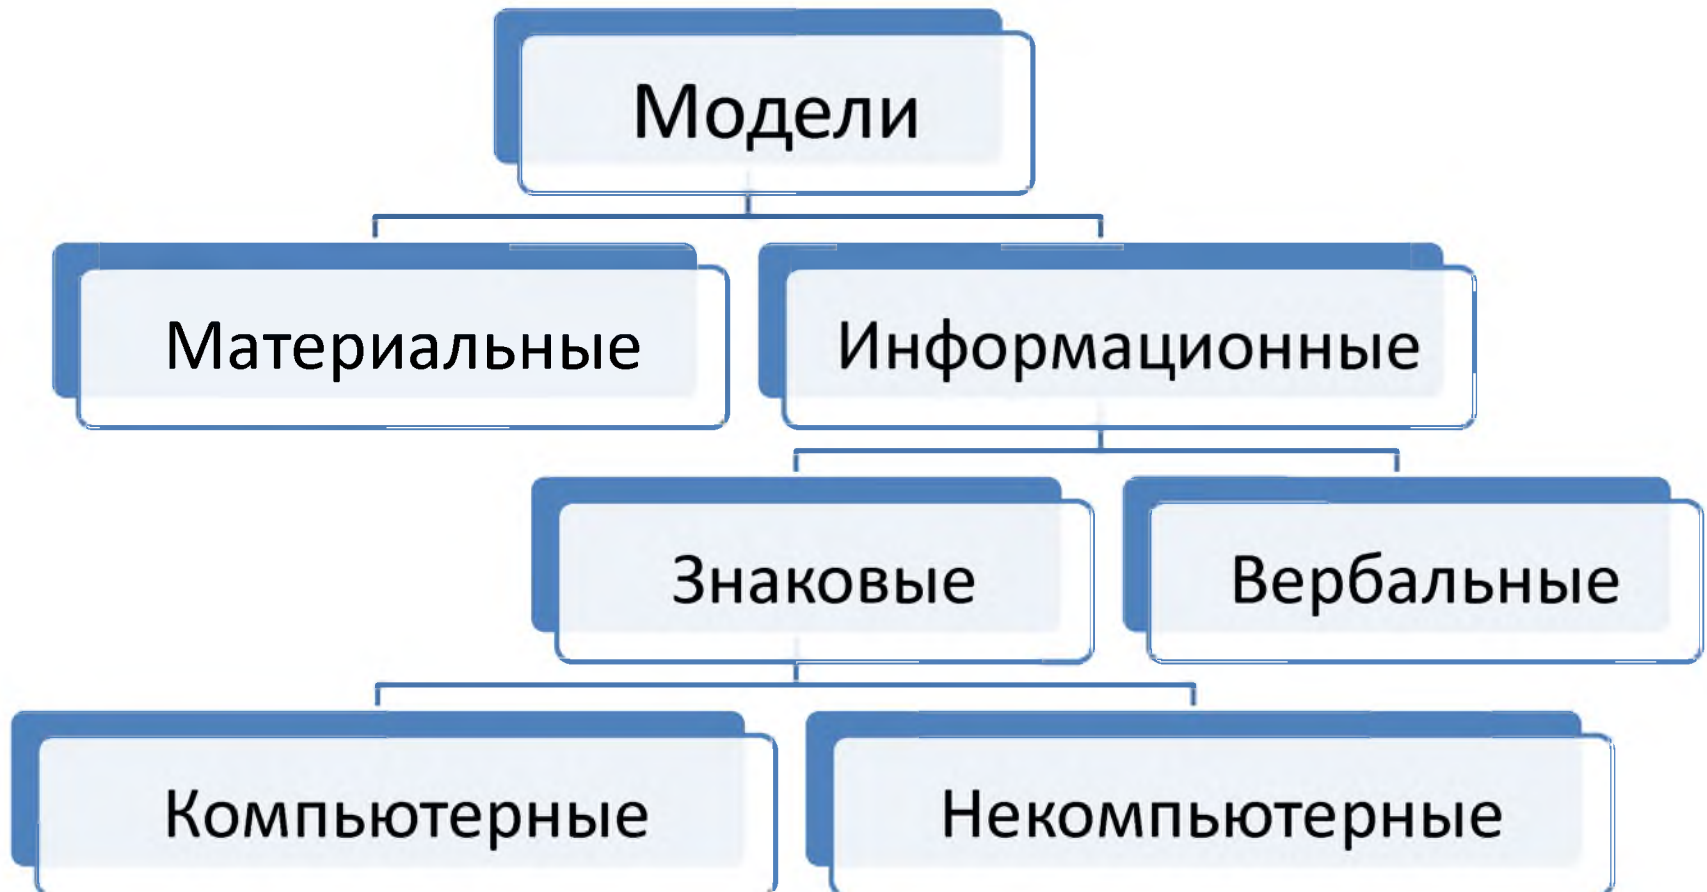 Модели
Материальные
Информационные
Знаковые
Вербальные
Компьютерные
Некомпьютерные